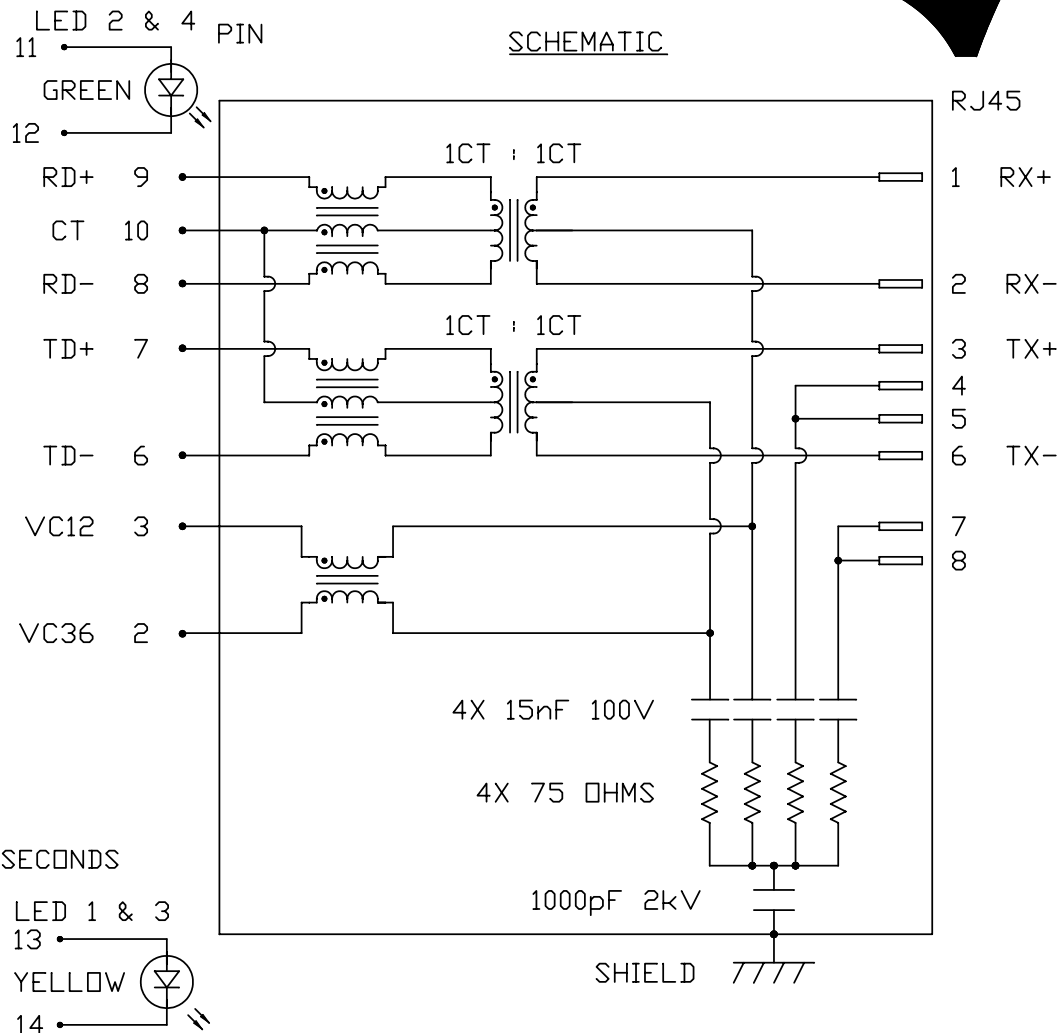 LED 2 & 4 PIN
11
SCHEMATIC
GREEN
RJ45
12
1CT : 1CT
RD+ 9 1 RX+
CT 10
RD- 8 2 RX-
1CT : 1CT
TD+ 7 3 TX+
4
5
TD- 6 6 TX-
VC12 3 7
8
VC36 2
4X 15nF 100V
4X 75 OHMS
SECONDS
1000pF 2kV
LED 1 & 3
13
SHIELD
YELLOW
14